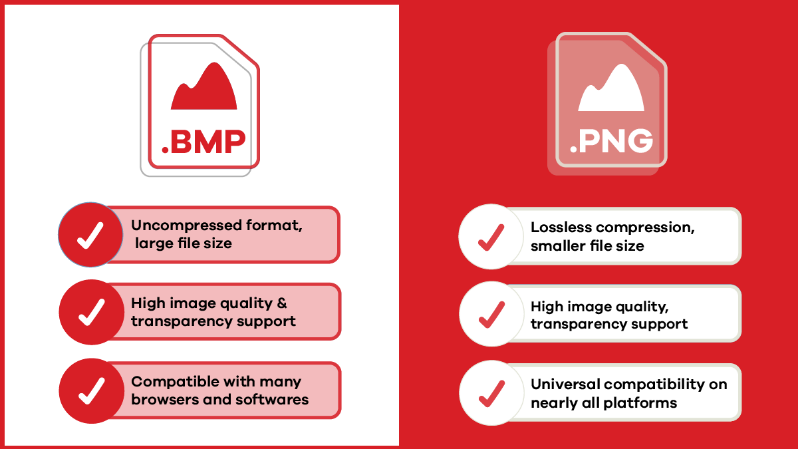 .BMP
Uncompressed format,
large file size
High image quality &
transparency support
Compatible with many
browsers and softwares
.PNG
Lossless compression,
smaller file size
High image quality,
transparency support
Universal compatibility on
nearly all platforms